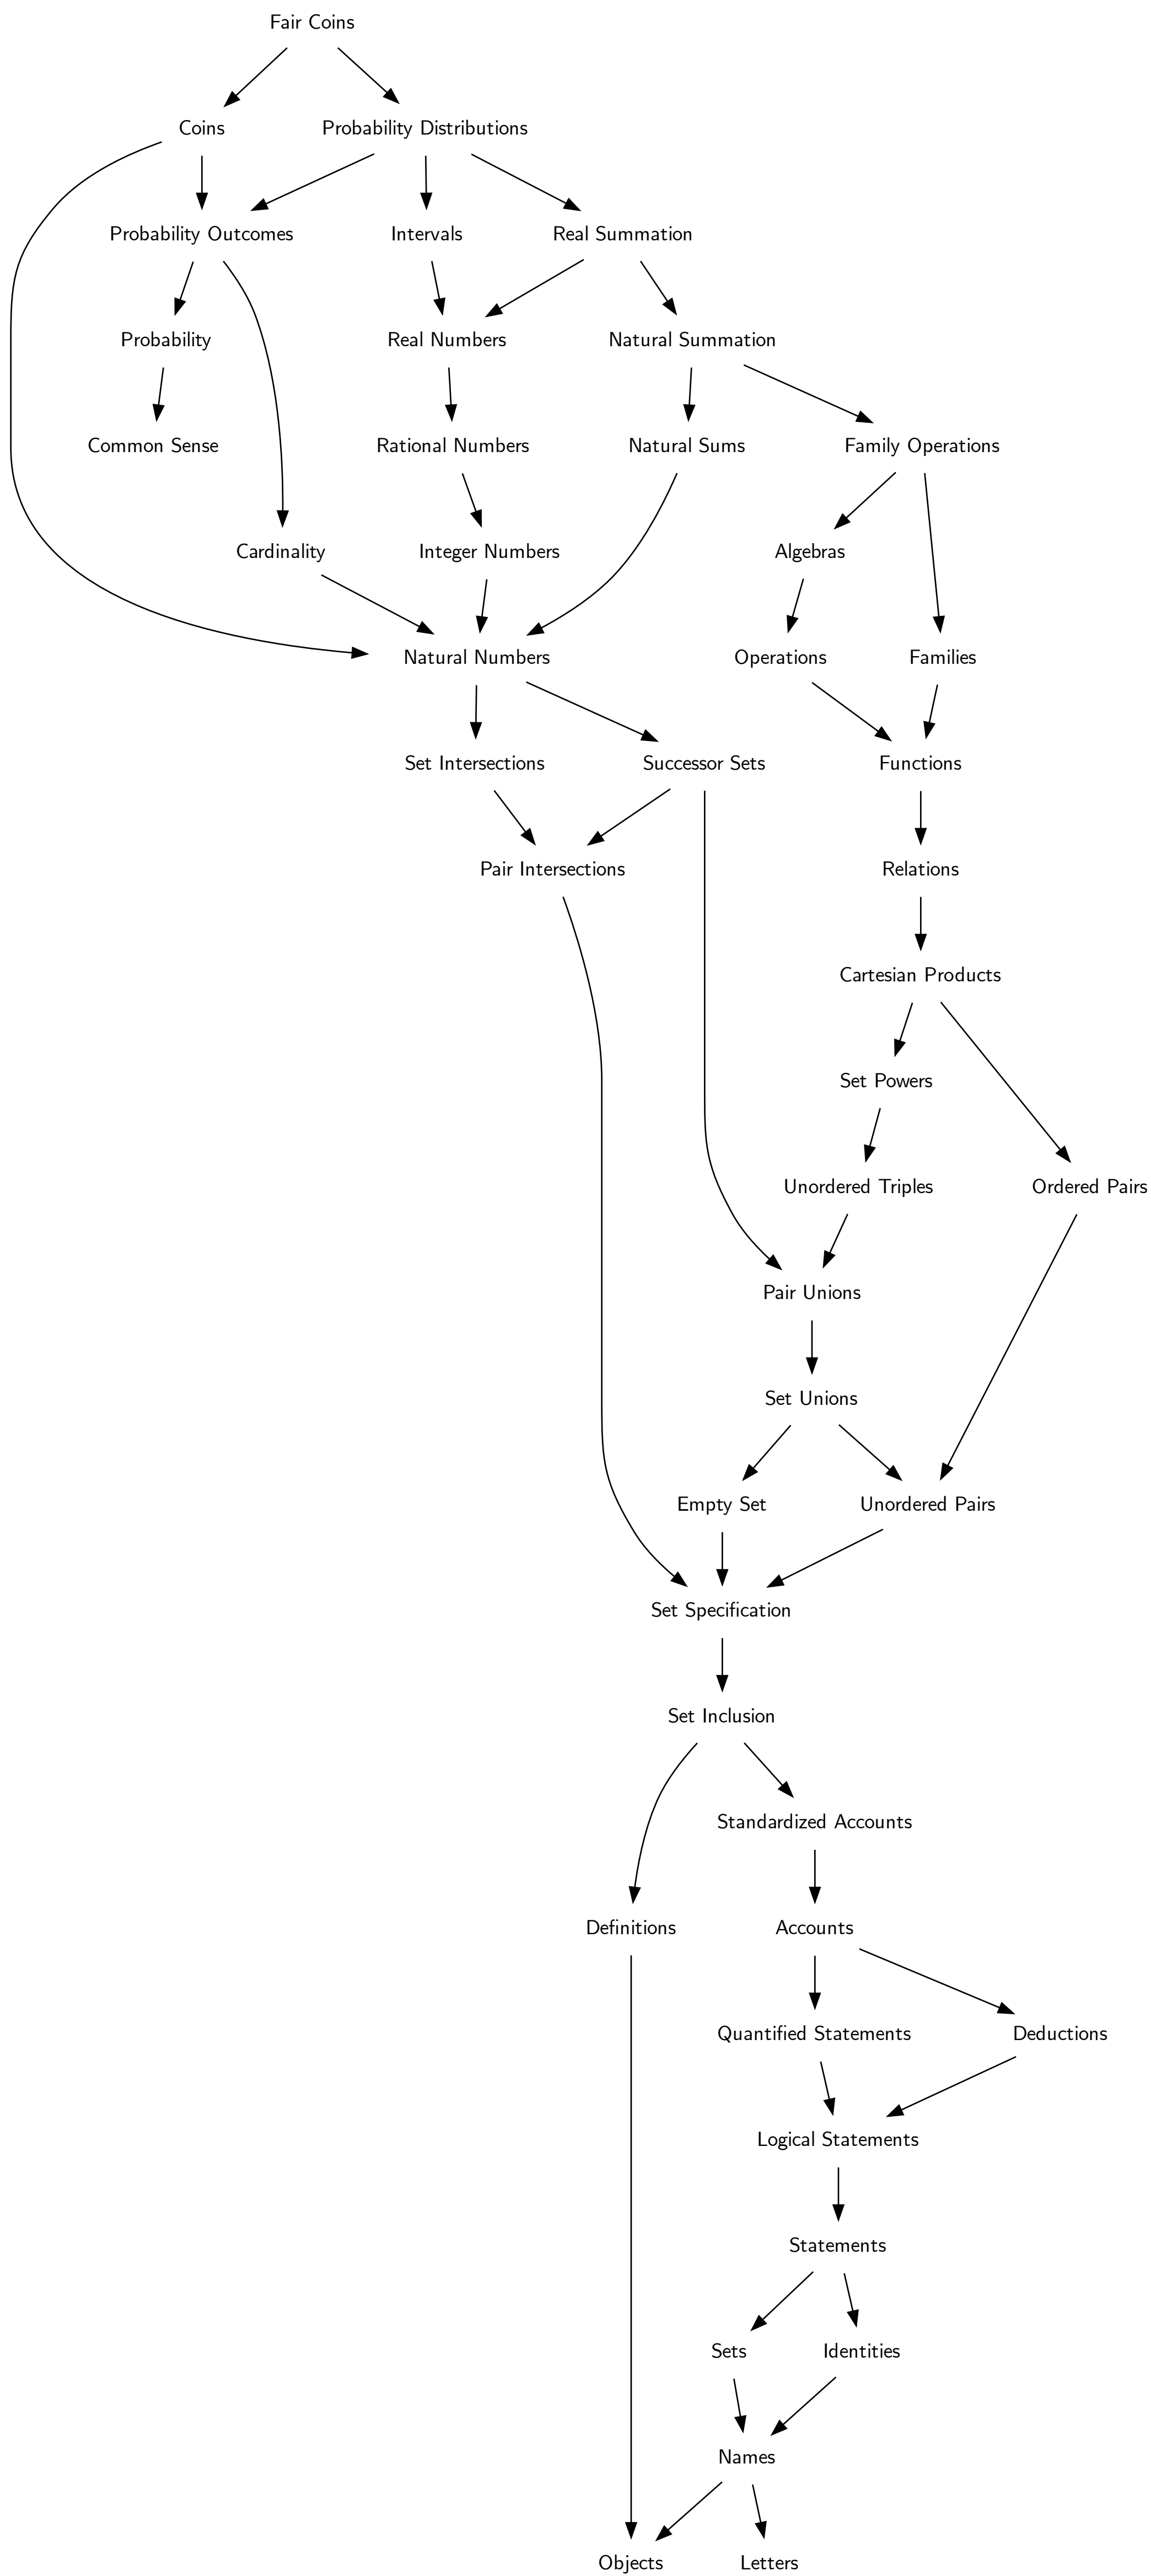 Fair Coins
Coins
Probability Distributions
Probability Outcomes
Intervals
Real Summation
Probability
Real Numbers
Natural Summation
Common Sense
Rational Numbers
Natural Sums
Family Operations
Cardinality
Integer Numbers
Algebras
Natural Numbers
Operations
Families
Set Intersections
Successor Sets
Functions
Pair Intersections
Relations
Cartesian Products
Set Powers
Unordered Triples
Ordered Pairs
Pair Unions
Set Unions
Empty Set
Unordered Pairs
Set Specification
Set Inclusion
Standardized Accounts
Definitions
Accounts
Quantified Statements
Deductions
Logical Statements
Statements
Sets
Identities
Names
Objects
Letters